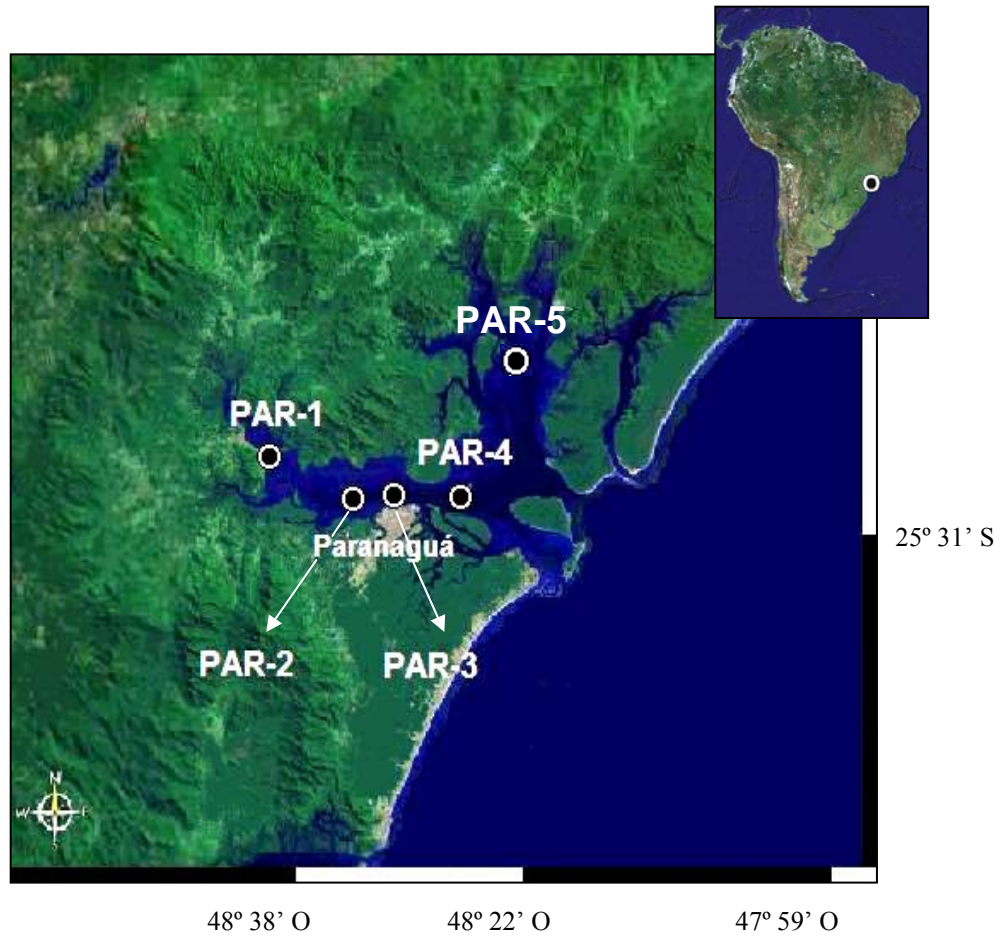 PAR-5
PAR-1
PAR-4
Paranaguá
25º 31’ S
PAR-2
PAR-3
N
W
E
S
48º 38’ O
48º 22’ O
47º 59’ O